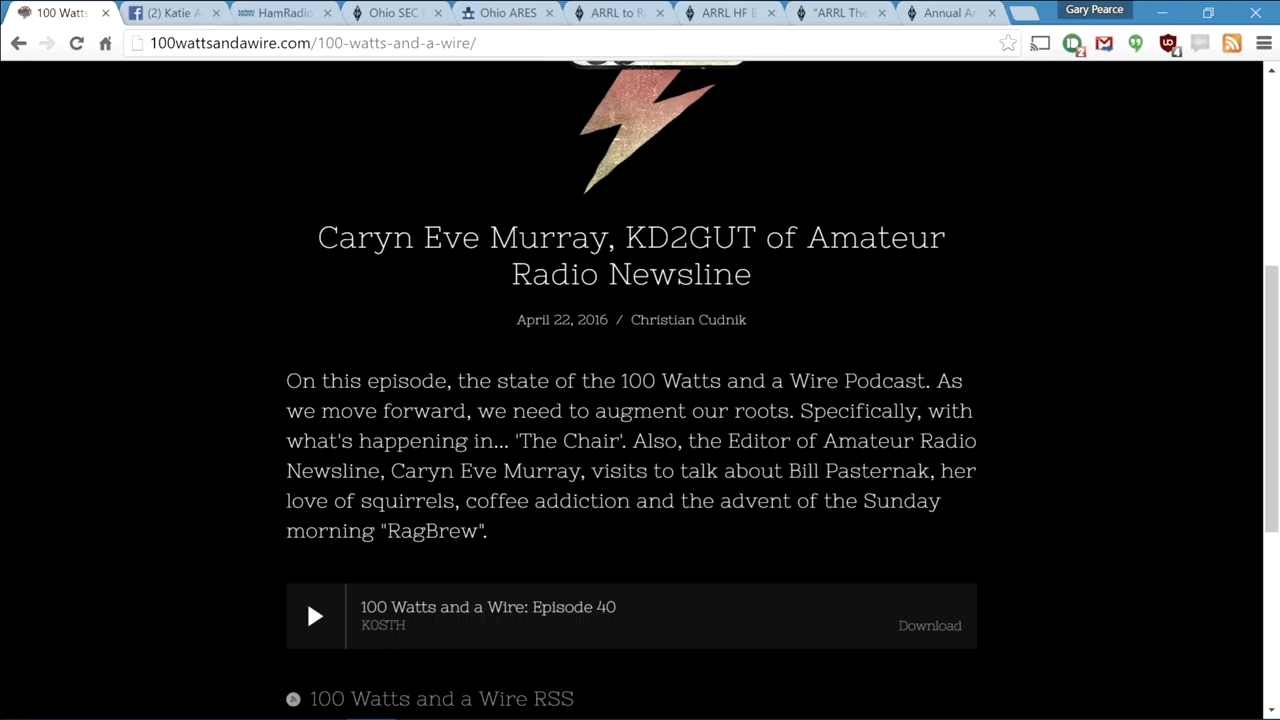 100 Watts
(2) Katie A
HamRadio
Ohio SEC
Ohio ARES
ARRL to R
ARRL HF B
"ARRL The
Annual Ar
Gary Pearce
100wattsandawire.com/100-watts-and-a-wire/
2
4
Caryn Eve Murray, KD2GUT of Amateur
Radio Newsline
April 22, 2016 / Christian Cudnik
On this episode, the state of the 100 Watts and a Wire Podcast. As
we move forward, we need to augment our roots. Specifically, with
what's happening in... 'The Chair'. Also, the Editor of Amateur Radio
Newsline, Caryn Eve Murray, visits to talk about Bill Pasternak, her
love of squirrels, coffee addiction and the advent of the Sunday
morning "RagBrew".
100 Watts and a Wire: Episode 40
K0STH
Download
100 Watts and a Wire RSS